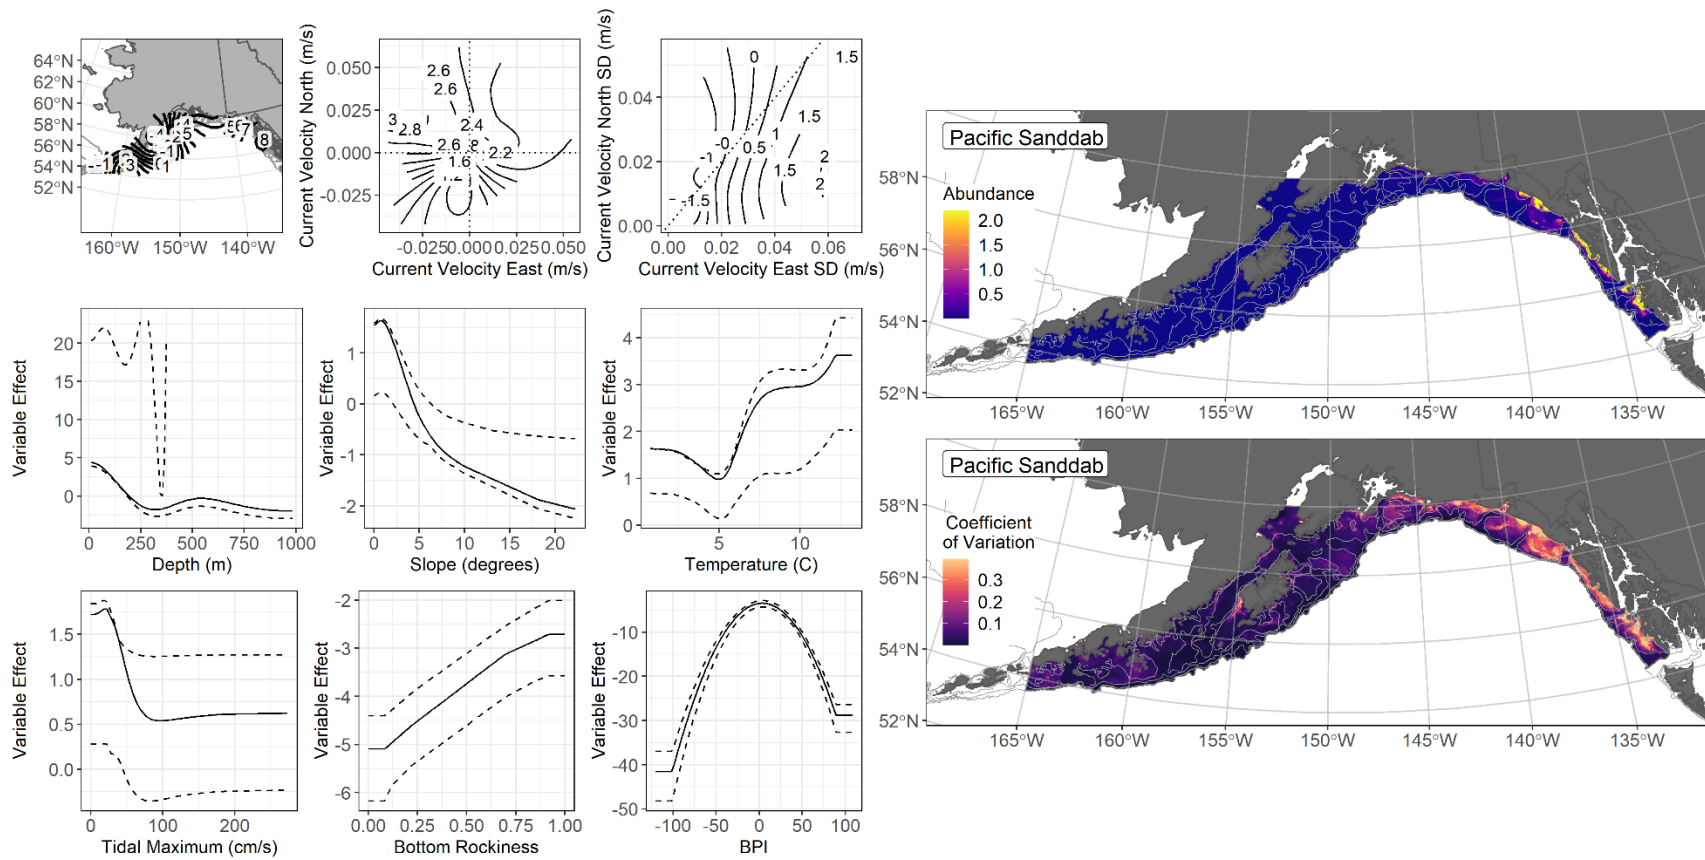 64°N
62°N
60°N
58°N
56°N
54°N
52°N
160°W 150°W 140°W
Current Velocity North (m/s)
0.050
0.025
0.000
-0.025
2.6
2.6
3
2.8
2.4
2.6
2.2
1.6
1.2
-0.025 0.000 0.025 0.050
Current Velocity East (m/s)
Current Velocity North SD (m/s)
0.04
0.02
0.00
0
1.5
1.5
1
0.5
-0
-1
1.5
2
2
-1.5
0.00 0.02 0.04 0.06
Current Velocity East SD (m/s)
Variable Effect
20
15
10
5
0
0 250 500 750 1000
Depth (m)
Variable Effect
1
0
-1
-2
0 5 10 15 20
Slope (degrees)
Variable Effect
4
3
2
1
0
5 10
Temperature (C)
Variable Effect
1.5
1.0
0.5
0.0
0 100 200
Tidal Maximum (cm/s)
Variable Effect
-2
-3
-4
-5
-6
0.00 0.25 0.50 0.75 1.00
Bottom Rockiness
Variable Effect
-10
-20
-30
-40
-50
-100 -50 0 50 100
BPI
Pacific Sanddab
58°N
56°N
54°N
52°N
Abundance
2.0
1.5
1.0
0.5
165°W 160°W 155°W 150°W 145°W 140°W 135°W
Pacific Sanddab
58°N
56°N
54°N
52°N
Coefficient
of Variation
0.3
0.2
0.1
165°W 160°W 155°W 150°W 145°W 140°W 135°W